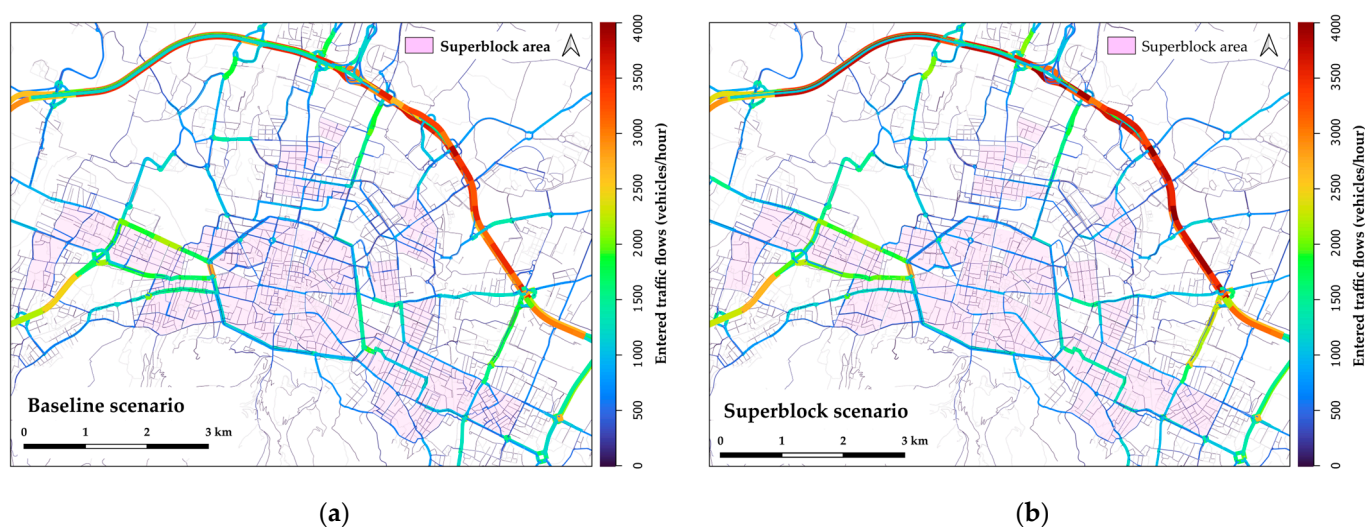 Superblock area
Baseline scenario
0 1 2 3 km
4000
3500
3000
2500
2000
1500
1000
500
0
Entered traffic flows (vehicles/hour)
(a)
Superblock area
Superblock scenario
0 1 2 3 km
4000
3500
3000
2500
2000
1500
1000
500
0
Entered traffic flows (vehicles/hour)
(b)